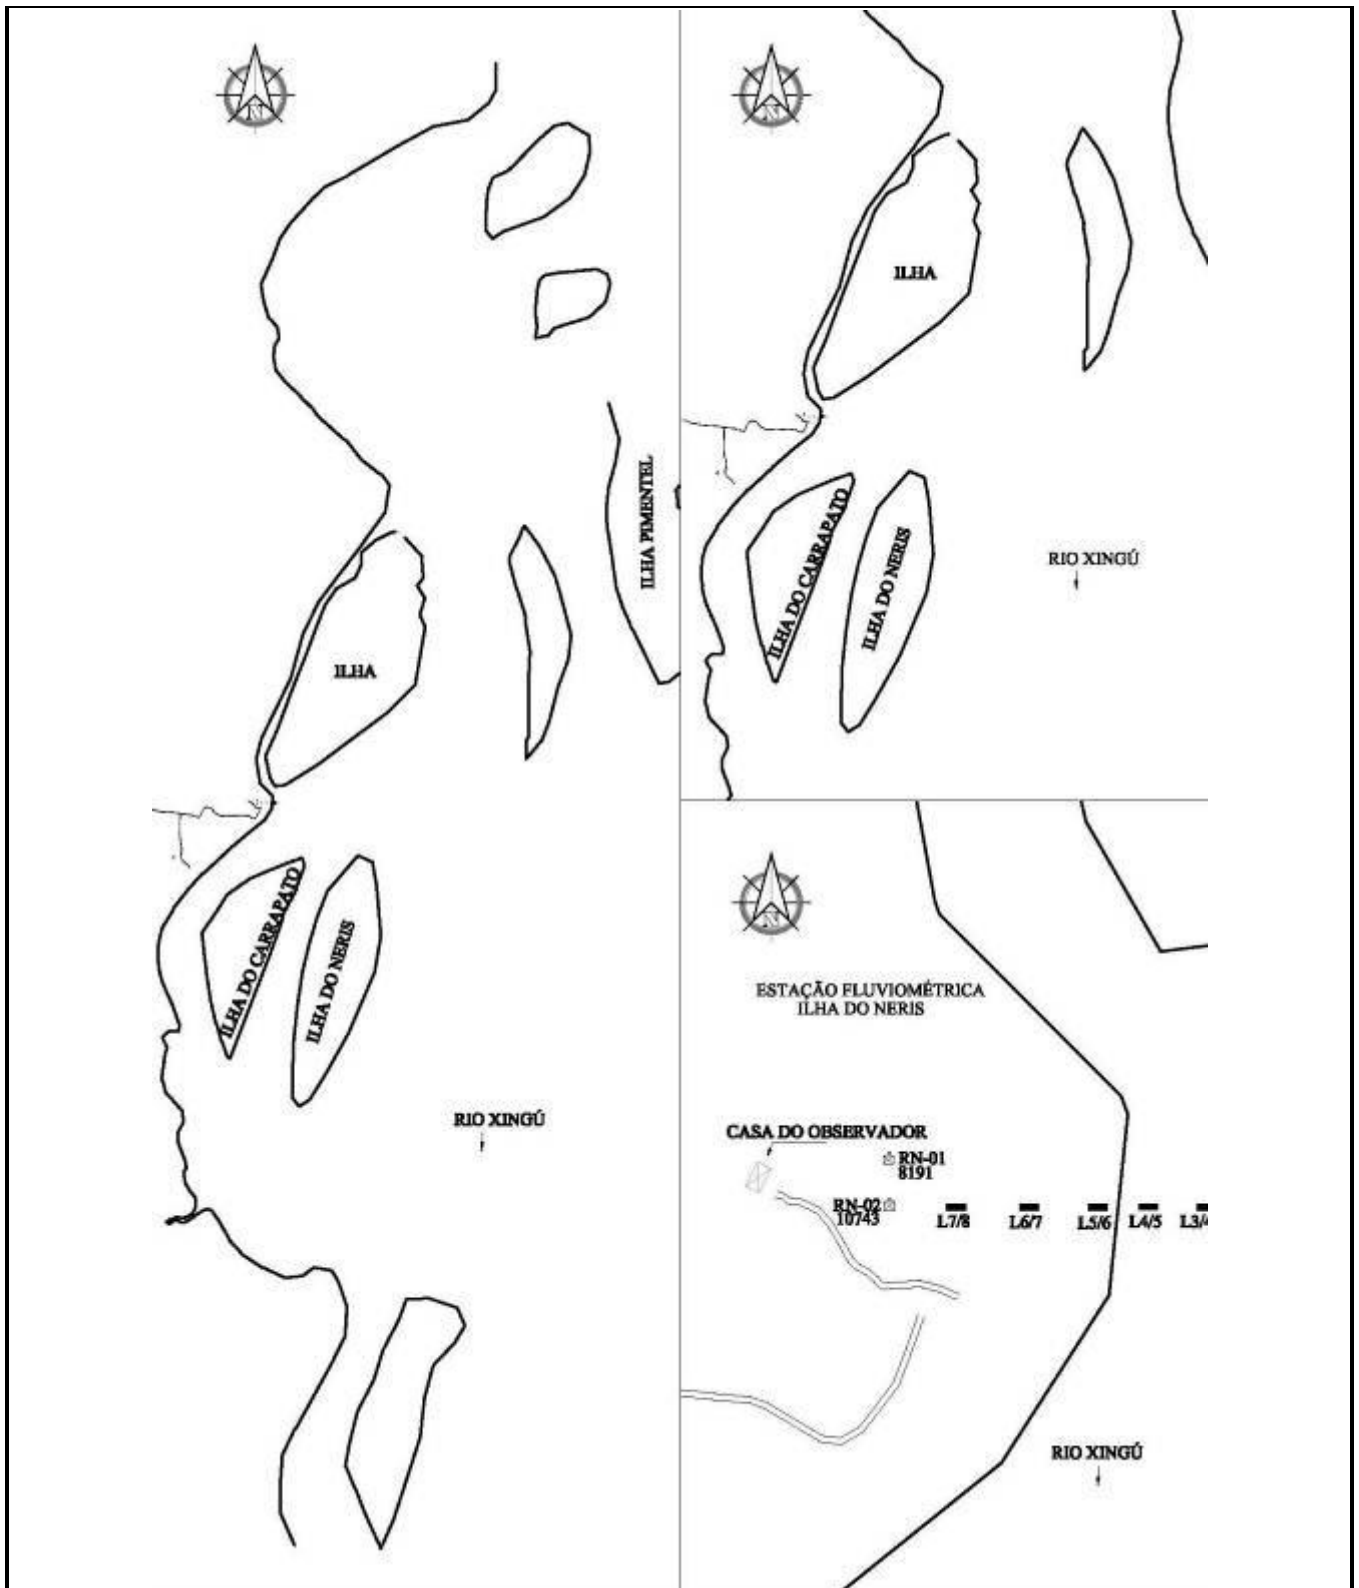 N
ILHA PIMENTEL
ILHA
ILHA DO CARRAPATO
ILHA DO NERIS
RIO XINGÚ
N
ILHA
ILHA DO CARRAPATO
ILHA DO NERIS
RIO XINGÚ
N
ESTAÇÃO FLUVIOMÉTRICA
ILHA DO NERIS
CASA DO OBSERVADOR
RN-01
8191
RN-02
10743
L7/8 L6/7 L5/6 L4/5 L3/4
RIO XINGÚ